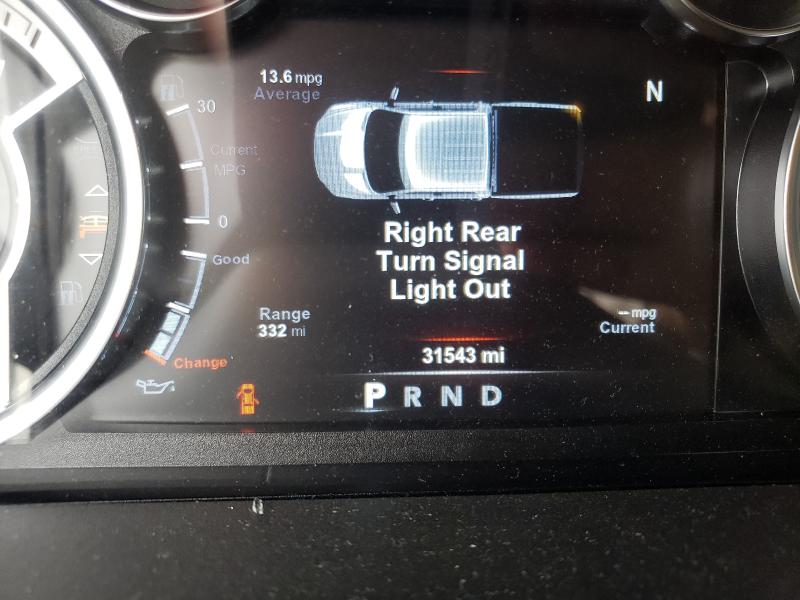 13.6 mpg
Average
N
30
Current
MPG
0
Good
Right Rear
Turn Signal
Light Out
Range
332 mi
-- mpg
Current
Change
31543 mi
P R N D